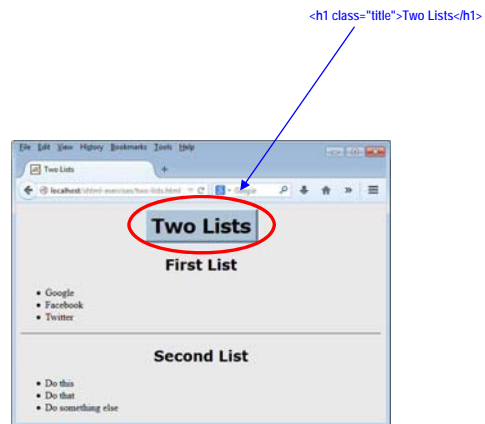 <h1 class="title">Two Lists</h1>
File Edit View History Bookmarks Tools Help
Two Lists +
localhost/xhtml-exercises/two-lists.html Google
Two Lists
First List
• Google
• Facebook
• Twitter
Second List
• Do this
• Do that
• Do something else